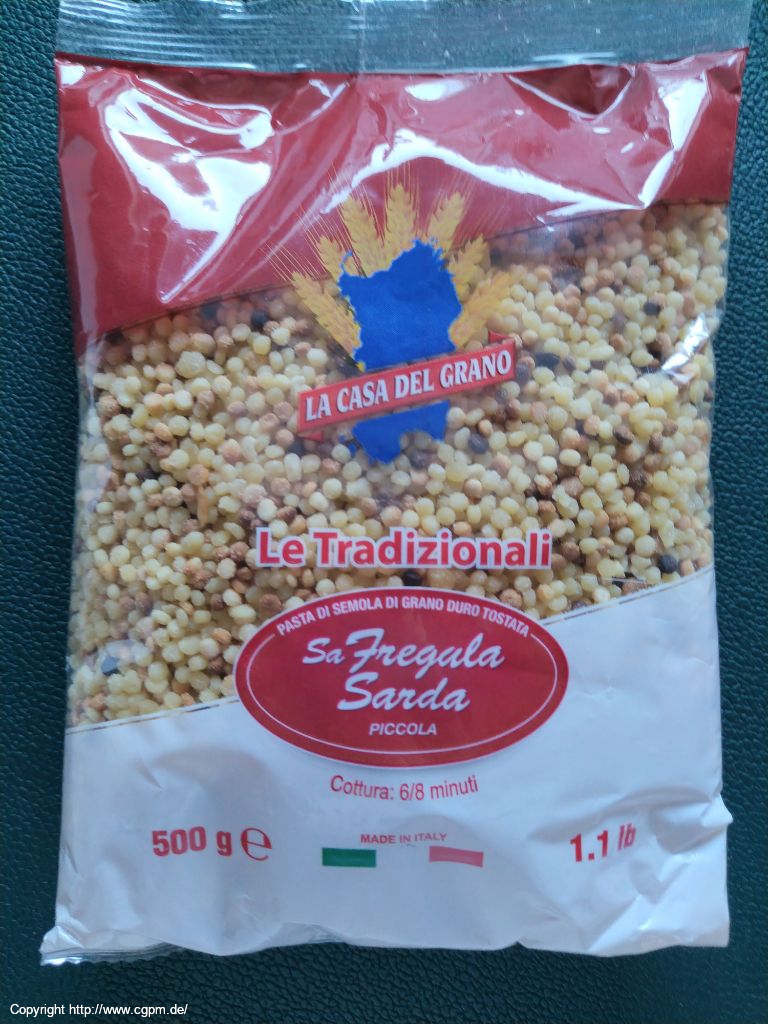 LA CASA DEL GRANO
Le Tradizionali
PASTA DI SEMOLA DI GRANO DURO TOSTATA
Sa Fregula
Sarda
PICCOLA
Cottura: 6/8 minuti
500 g ℮
MADE IN ITALY
1.1 lb
Copyright http://www.cgpm.de/